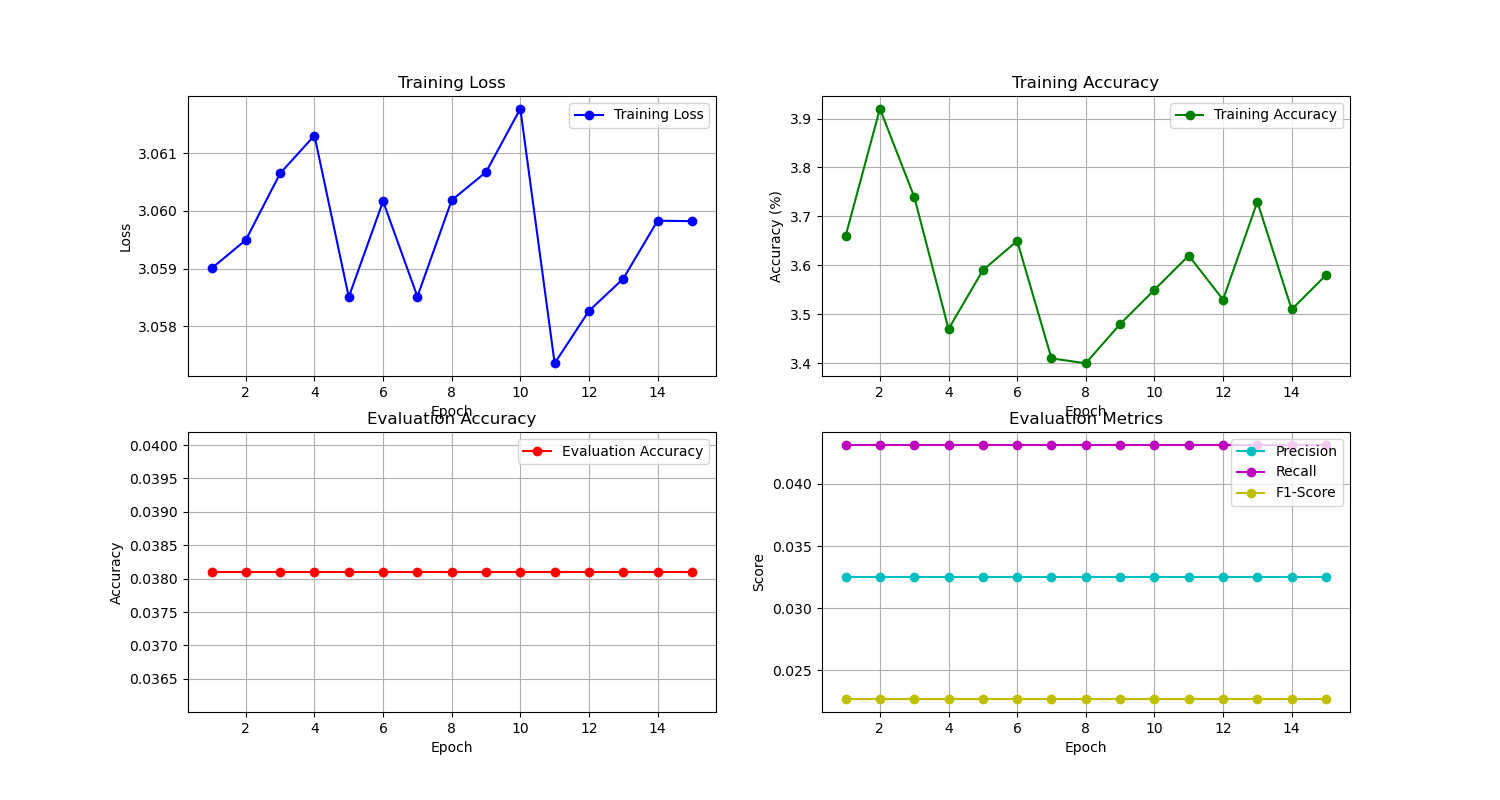 Training Loss
Training Loss
Loss
3.061
3.060
3.059
3.058
2 4 6 8 10 12 14
Epoch
Training Accuracy
Training Accuracy
Accuracy (%)
3.9
3.8
3.7
3.6
3.5
3.4
2 4 6 8 10 12 14
Epoch
Evaluation Accuracy
Evaluation Accuracy
Accuracy
0.0400
0.0395
0.0390
0.0385
0.0380
0.0375
0.0370
0.0365
2 4 6 8 10 12 14
Epoch
Evaluation Metrics
Precision
Recall
F1-Score
Score
0.040
0.035
0.030
0.025
2 4 6 8 10 12 14
Epoch